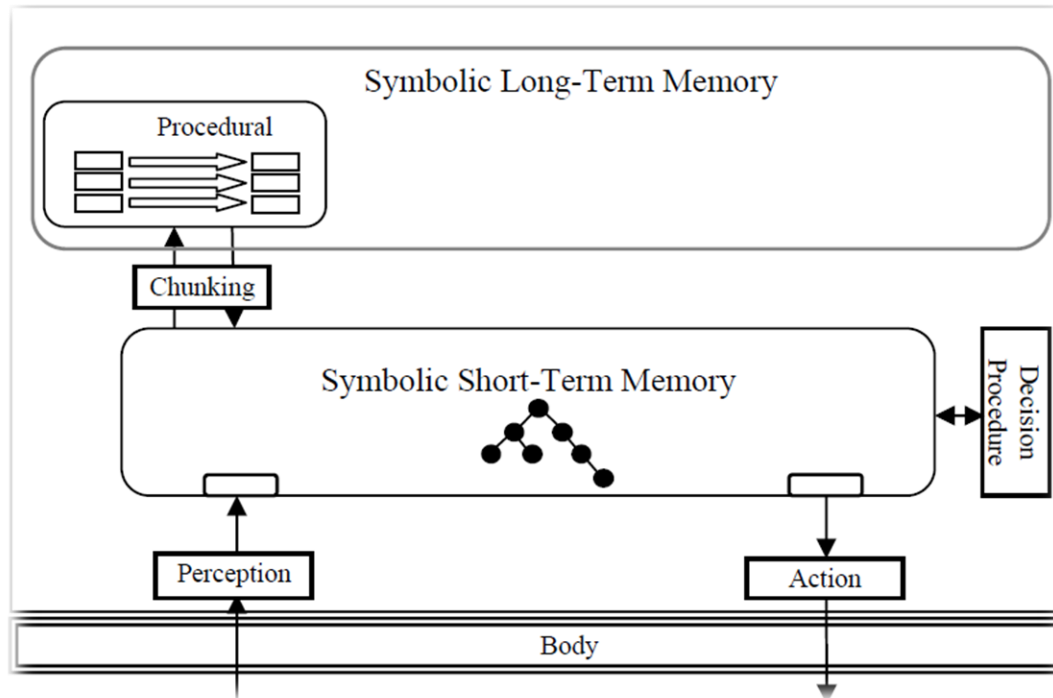 Symbolic Long-Term Memory
Procedural
Chunking
Symbolic Short-Term Memory
Decision
Procedure
Perception
Action
Body